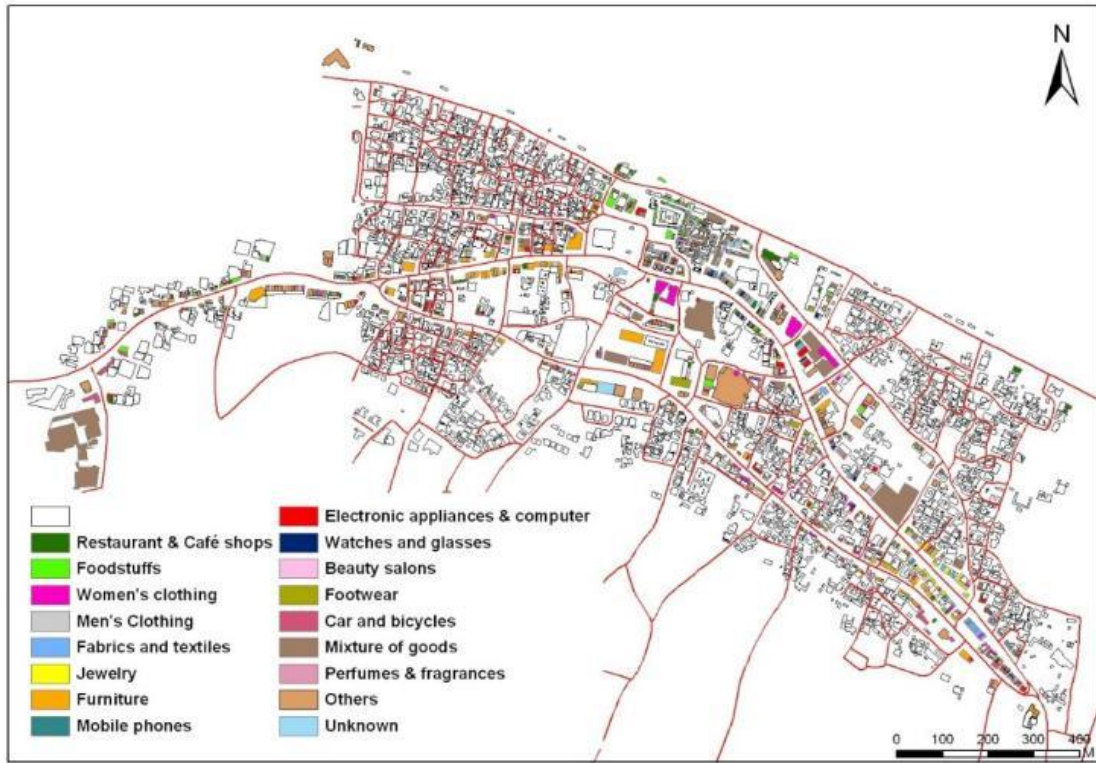 N
Restaurant & Café shops
Foodstuffs
Women's clothing
Men's Clothing
Fabrics and textiles
Jewelry
Furniture
Mobile phones
Electronic appliances & computer
Watches and glasses
Beauty salons
Footwear
Car and bicycles
Mixture of goods
Perfumes & fragrances
Others
Unknown
0 100 200 300 400
M